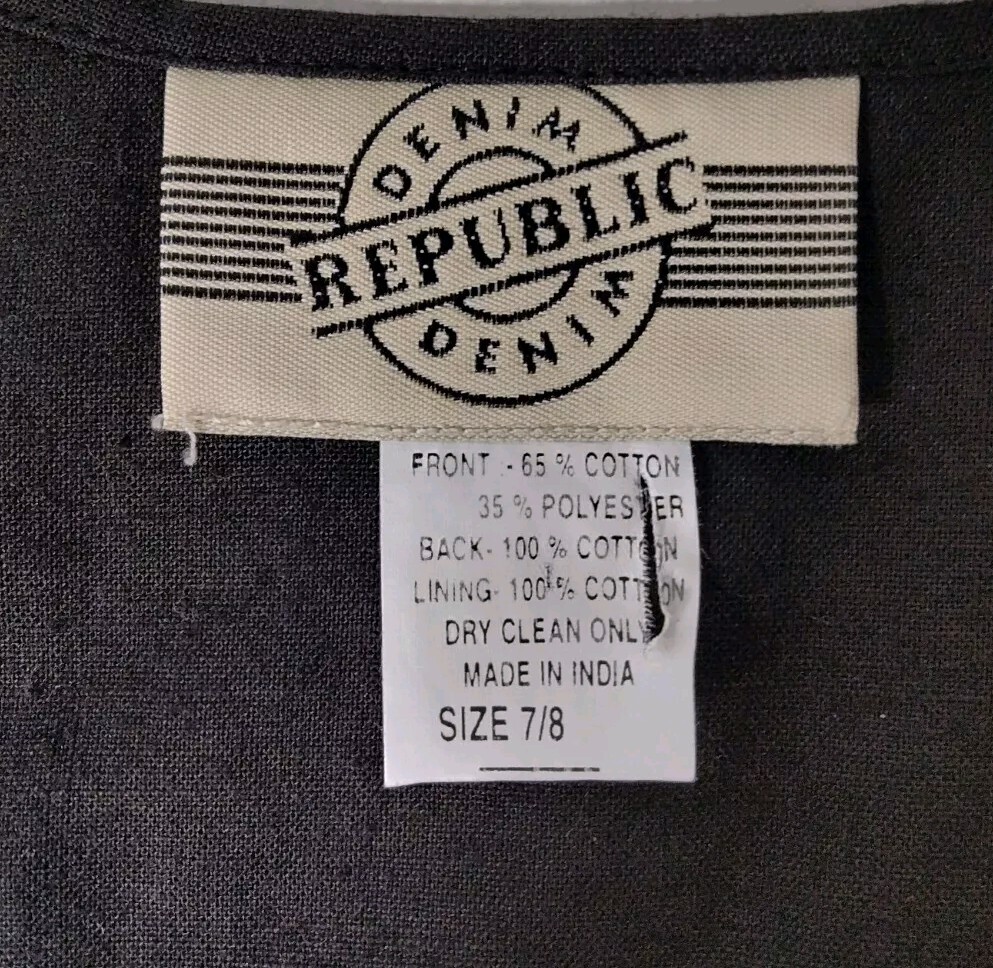 DENIM
REPUBLIC
DENIM
FRONT - 65 % COTTON
35 % POLYESTER
BACK- 100 % COTTON
LINING- 100 % COTTON
DRY CLEAN ONLY
MADE IN INDIA
SIZE 7/8